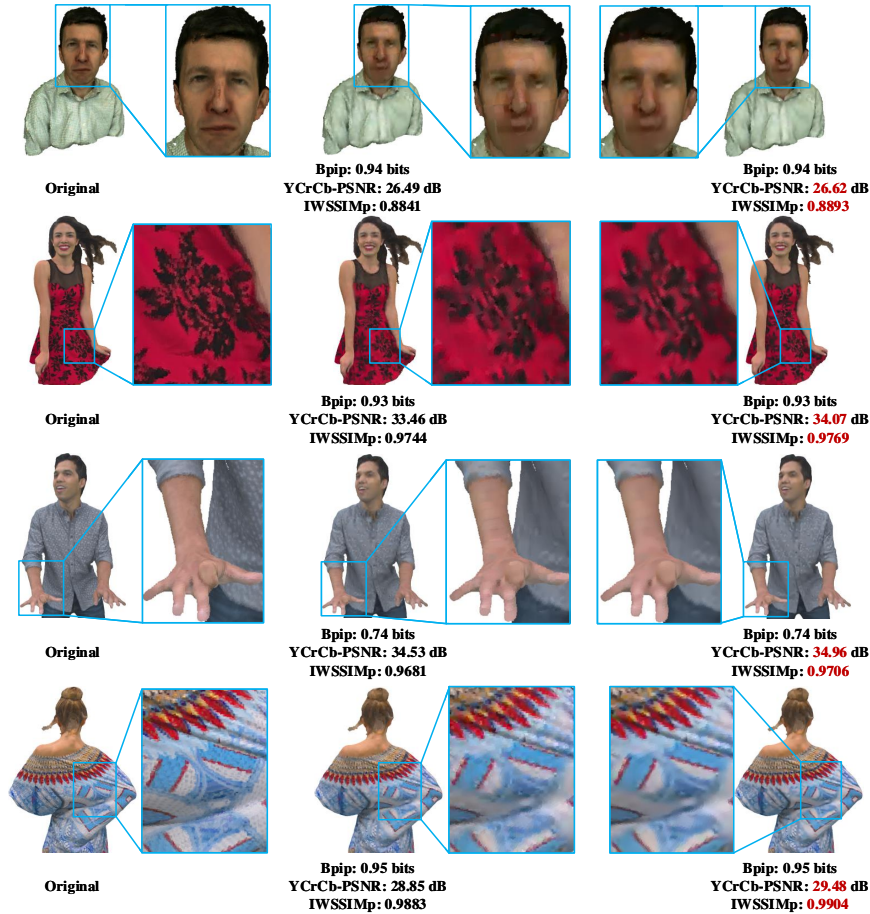 Bpip: 0.94 bits
Bpip: 0.94 bits
Original
YCrCb-PSNR: 26.49 dB
YCrCb-PSNR: 26.62 dB
IWSSIMp: 0.8841
IWSSIMp: 0.8893
Bpip: 0.93 bits
Bpip: 0.93 bits
Original
YCrCb-PSNR: 33.46 dB
YCrCb-PSNR: 34.07 dB
IWSSIMp: 0.9744
IWSSIMp: 0.9769
Bpip: 0.74 bits
Bpip: 0.74 bits
Original
YCrCb-PSNR: 34.53 dB
YCrCb-PSNR: 34.96 dB
IWSSIMp: 0.9681
IWSSIMp: 0.9706
Bpip: 0.95 bits
Bpip: 0.95 bits
Original
YCrCb-PSNR: 28.85 dB
YCrCb-PSNR: 29.48 dB
IWSSIMp: 0.9883
IWSSIMp: 0.9904